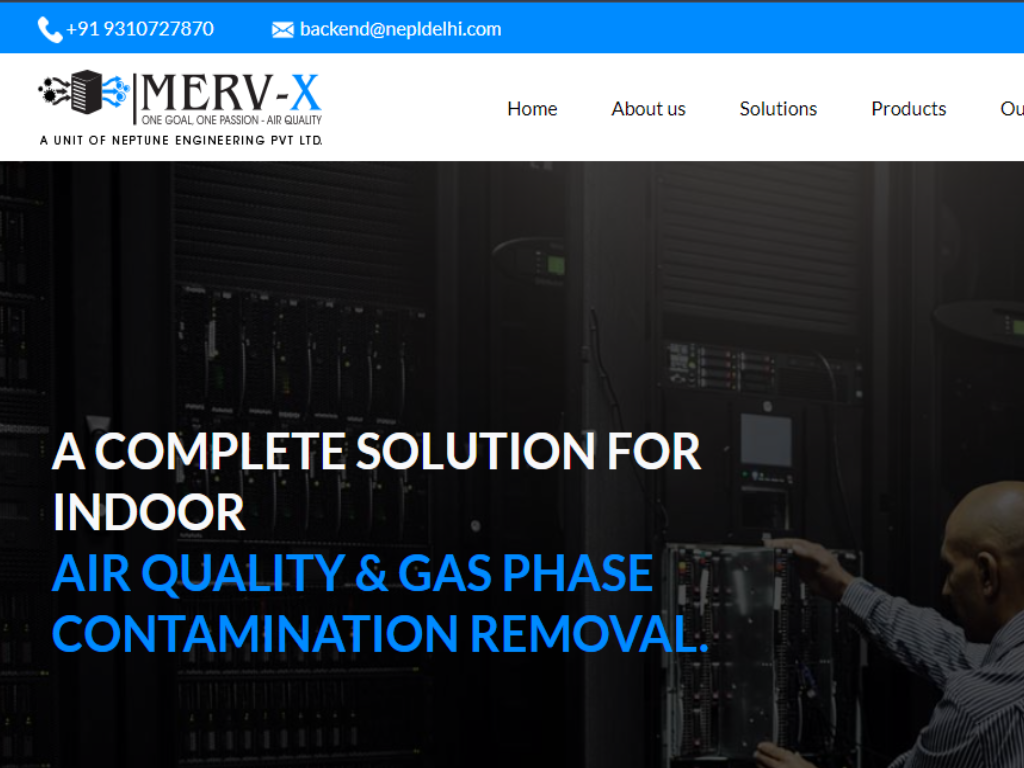 +91 9310727870
backend@nepldelhi.com
MERV-X
ONE GOAL, ONE PASSION - AIR QUALITY
A UNIT OF NEPTUNE ENGINEERING PVT LTD.
Home
About us
Solutions
Products
Ou
A COMPLETE SOLUTION FOR
INDOOR
AIR QUALITY & GAS PHASE
CONTAMINATION REMOVAL.